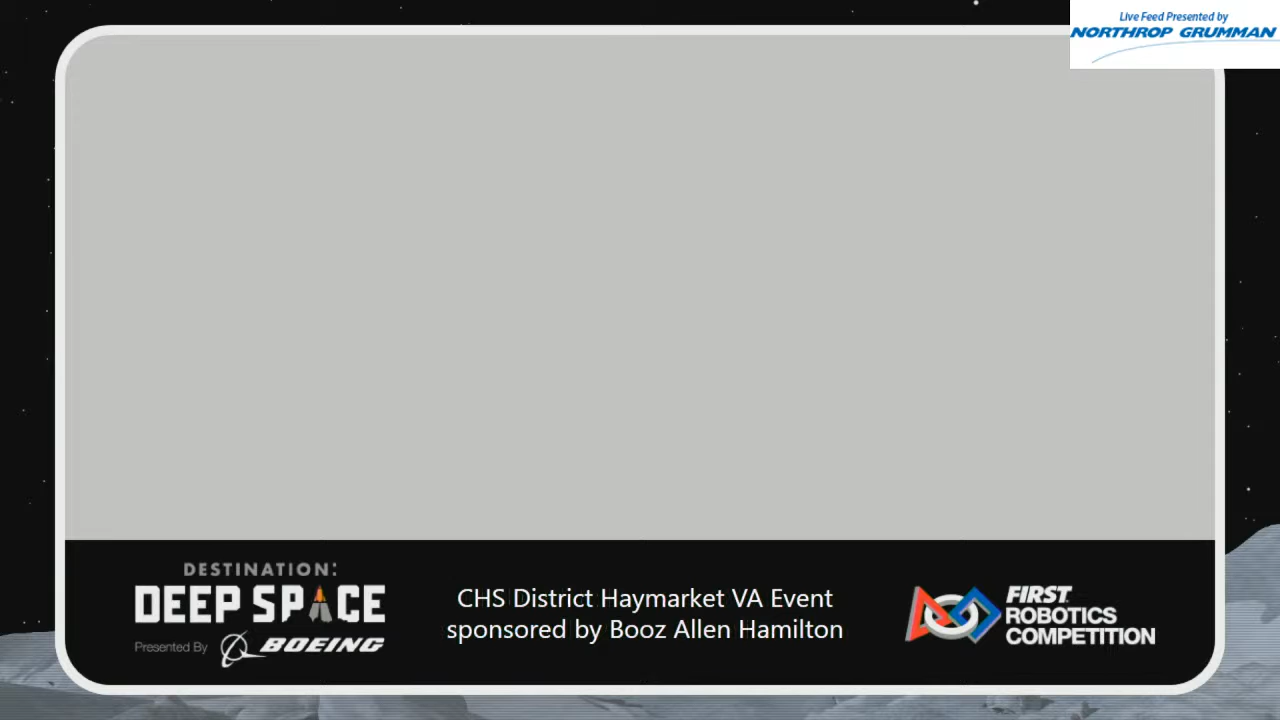 Live Feed Presented by
NORTHROP GRUMMAN
DESTINATION:
DEEP SPACE
Presented By BOEING
CHS District Haymarket VA Event
sponsored by Booz Allen Hamilton
FIRST
ROBOTICS
COMPETITION